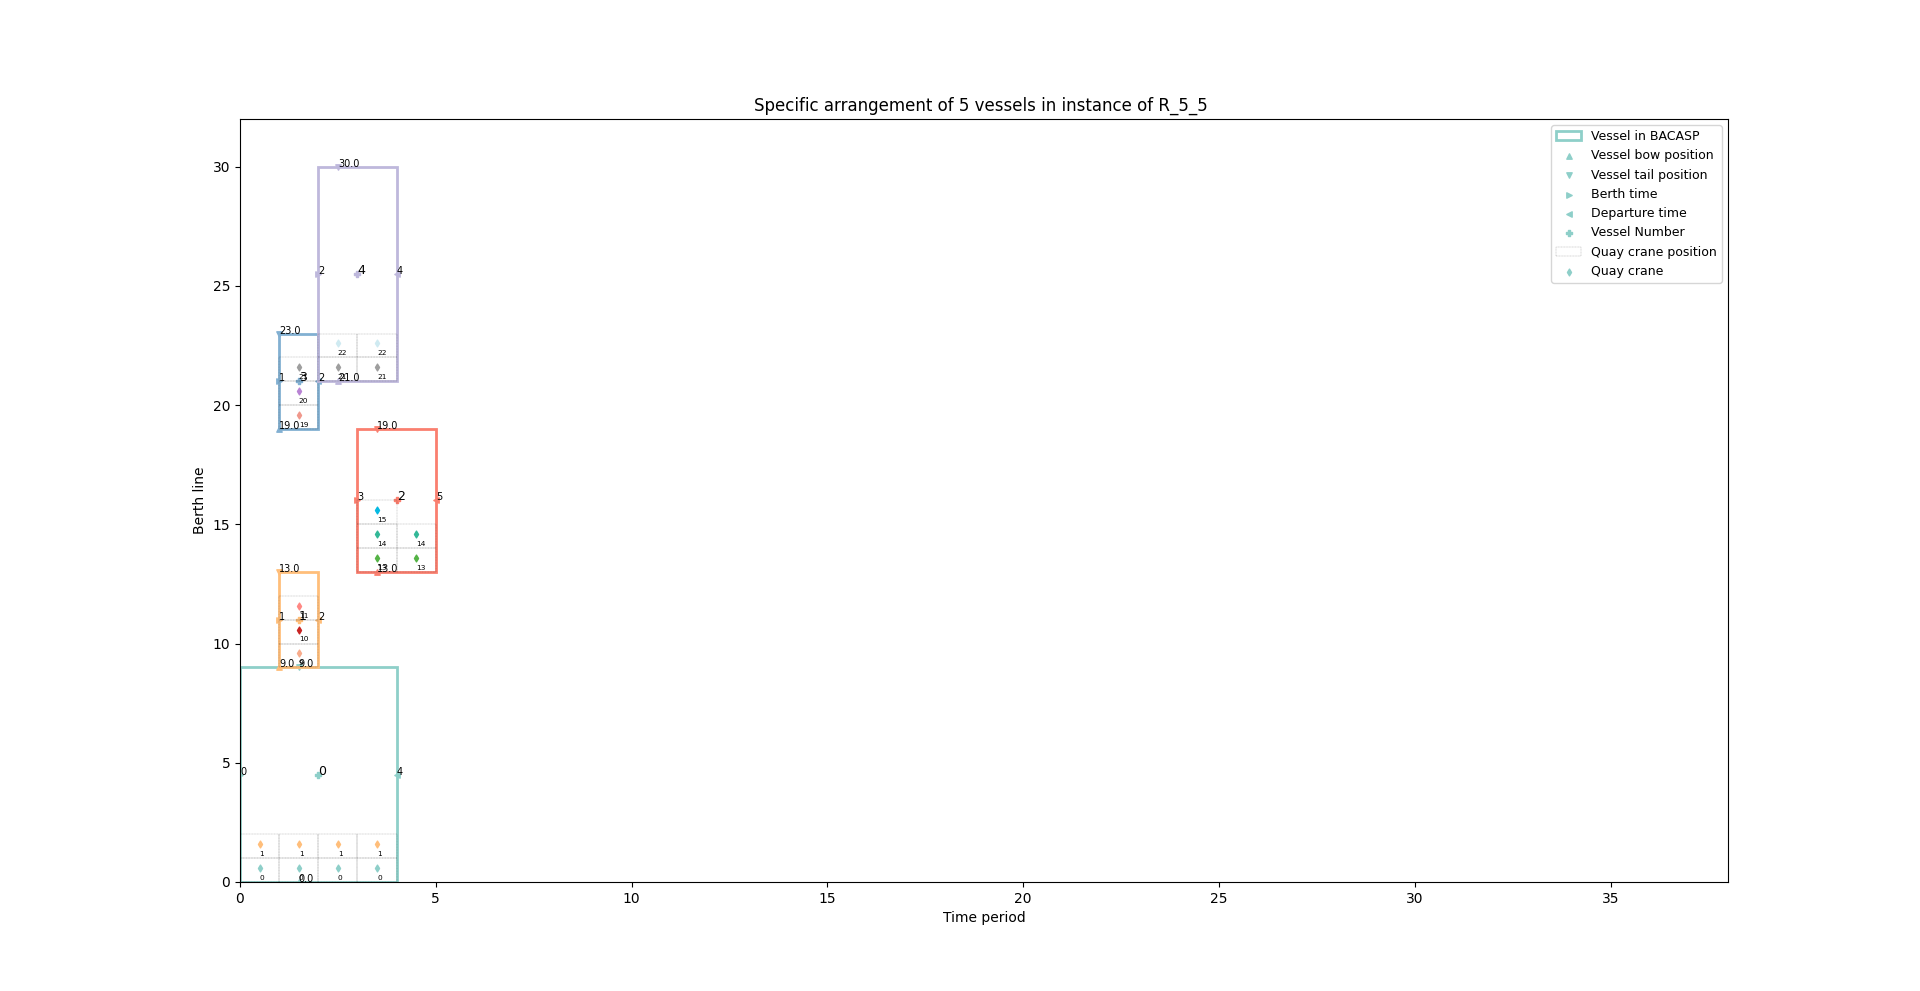 Specific arrangement of 5 vessels in instance of R_5_5
Vessel in BACASP
Vessel bow position
Vessel tail position
Berth time
Departure time
Vessel Number
Quay crane position
Quay crane
30
25
20
15
10
5
0
Berth line
30.0
2 4 4
23.0
22 22
21
1 3 2 21.0
20
19.0 19
19.0
3 2 5
15
14 14
13.0 13
13.0
1 1 2
10
9.0 9.0
0 0 4
1 1 1 1
0 0 0
0.0
0 5 10 15 20 25 30 35
Time period